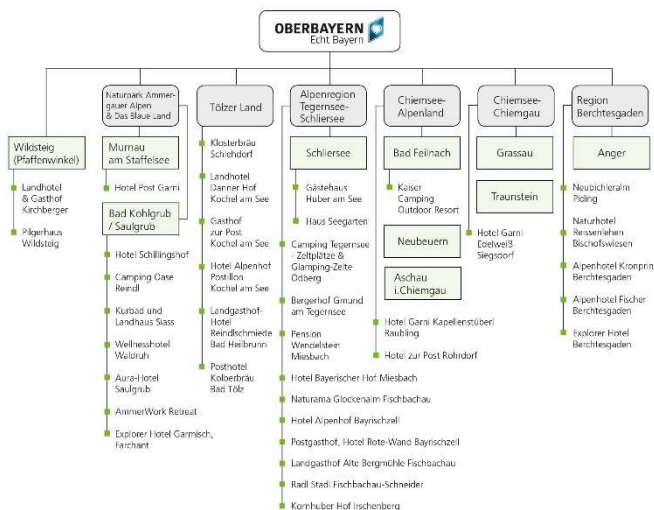 OBERBAYERN
Echt Bayern
Naturpark Ammer-
gauer Alpen
& Das Blaue Land
Tölzer Land
Alpenregion
Tegernsee-
Schliersee
Chiemsee-
Alpenland
Chiemsee-
Chiemgau
Region
Berchtesgaden
Wildsteig
(Pfaffenwinkel)
Landhotel
& Gasthof
Kirchberger
Pilgerhaus
Wildsteig
Murnau
am Staffelsee
Hotel Post Garni
Bad Kohlgrub
/ Saulgrub
Hotel Schillingshof
Camping Oase
Reindl
Kurbad und
Landhaus Siass
Wellnesshotel
Waldruh
Aura-Hotel
Saulgrub
AmmerWork Retreat
Explorer Hotel Garmisch,
Farchant
Klosterbräu
Schlehdorf
Landhotel
Danner Hof
Kochel am See
Gasthof
zur Post
Kochel am See
Hotel Alpenhof
Postillon
Kochel am See
Landgasthof-
Hotel
Reindlschmiede
Bad Heilbrunn
Posthotel
Kolberbräu
Bad Tölz
Schliersee
Gästehaus
Huber am See
Haus Seegarten
Camping Tegernsee
- Zeltplätze &
Glamping-Zelte
Ödberg
Bergerhof Gmund
am Tegernsee
Pension
Wendelstein
Miesbach
Hotel Bayerischer Hof Miesbach
Naturama Glockenalm Fischbachau
Hotel Alpenhof Bayrischzell
Postgasthof, Hotel Rote-Wand Bayrischzell
Landgasthof Alte Bergmühle Fischbachau
Radl Stadl Fischbachau-Schneider
Kornhuber Hof Irschenberg
Bad Feilnach
Kaiser
Camping
Outdoor Resort
Neubeuern
Aschau
i.Chiemgau
Hotel Garni Kapellenstüberl
Raubling
Hotel zur Post Rohrdorf
Grassau
Traunstein
Hotel Garni
Edelweiß
Siegsdorf
Anger
Neubichleralm
Piding
Naturhotel
Reissenlehen
Bischofswiesen
Alpenhotel Kronprin
Berchtesgaden
Alpenhotel Fischer
Berchtesgaden
Explorer Hotel
Berchtesgaden